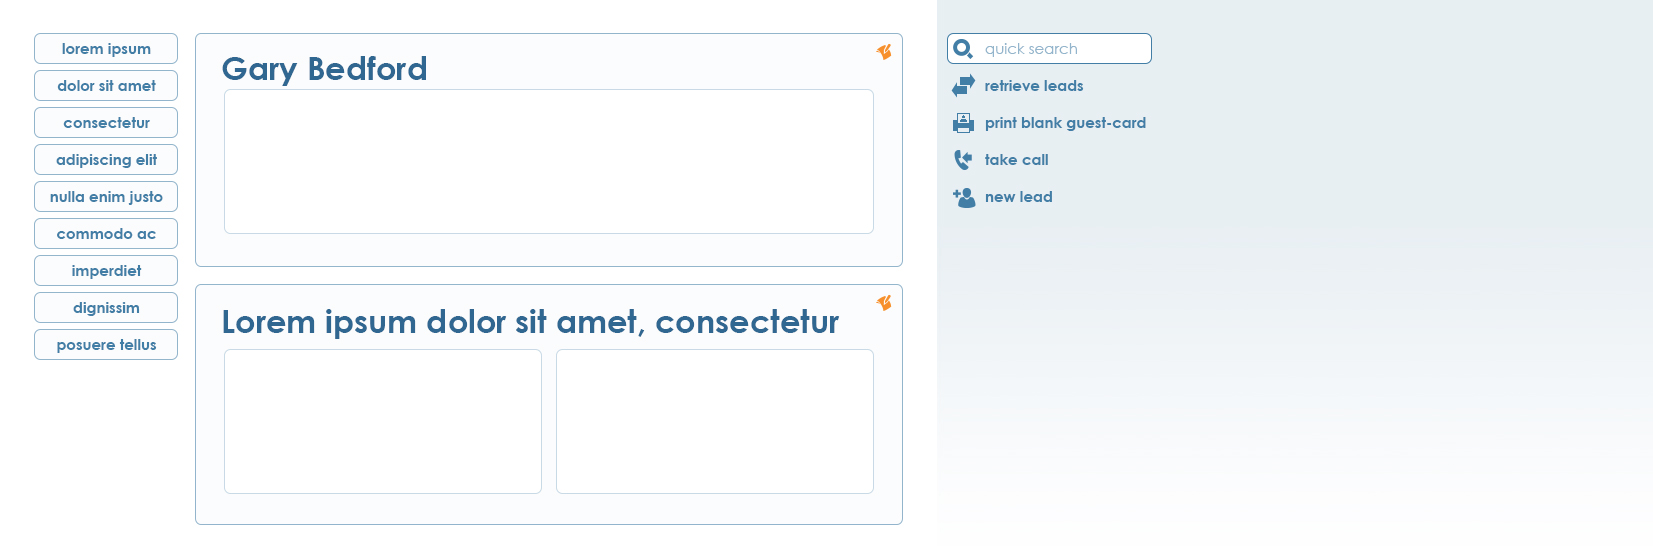 lorem ipsum
dolor sit amet
consectetur
adipiscing elit
nulla enim justo
commodo ac
imperdiet
dignissim
posuere tellus
Gary Bedford
Lorem ipsum dolor sit amet, consectetur
quick search
retrieve leads
print blank guest-card
take call
new lead